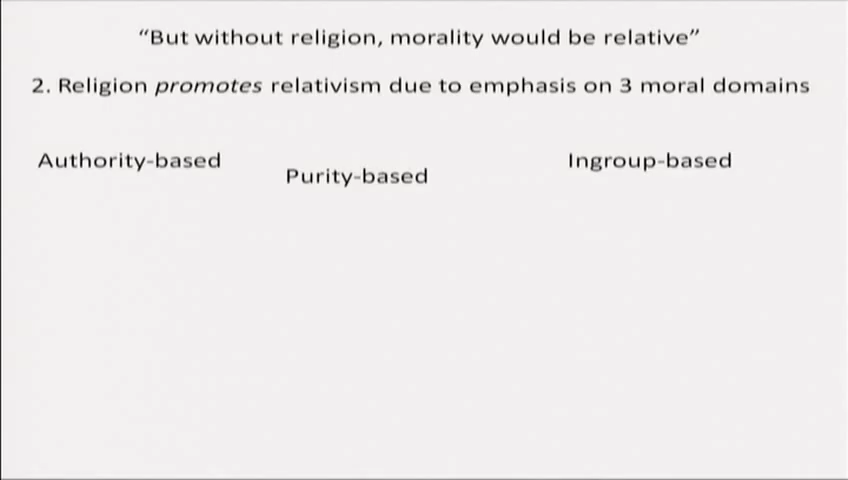 “But without religion, morality would be relative”
2. Religion promotes relativism due to emphasis on 3 moral domains
Authority-based
Purity-based
Ingroup-based